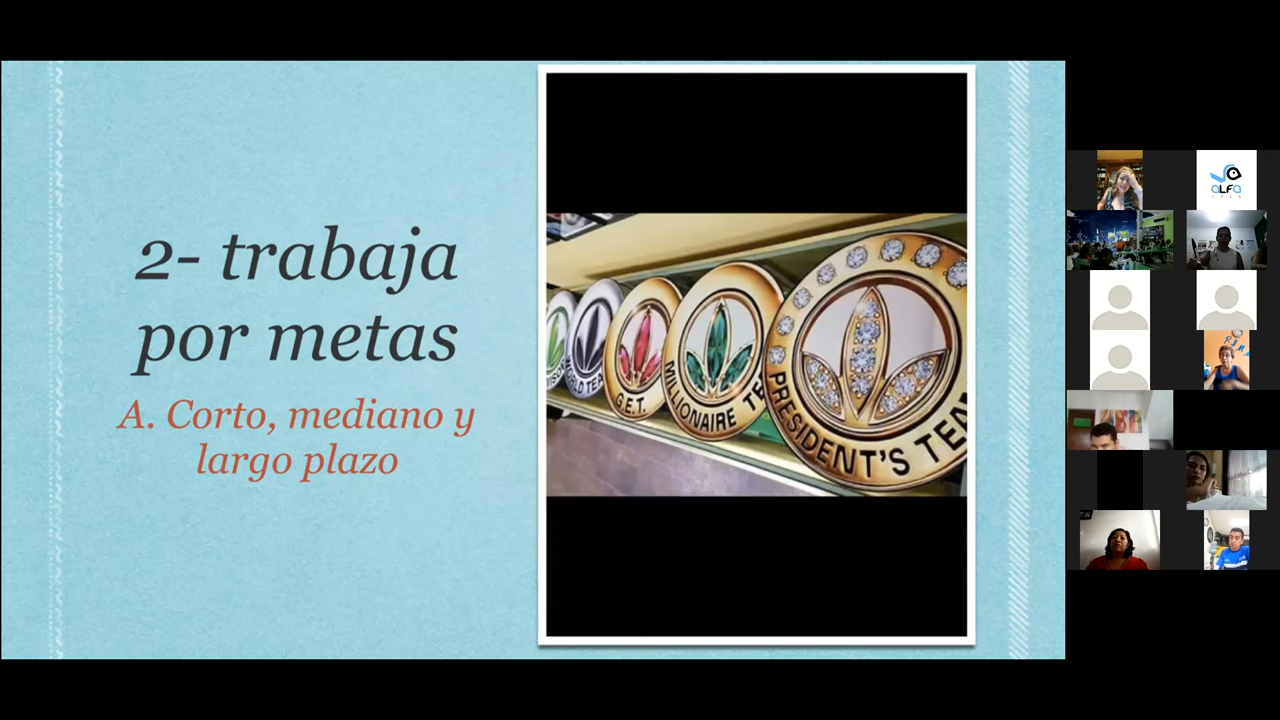 2- trabaja
por metas
A. Corto, mediano y
largo plazo
G.E.T.
MILLIONAIRE TE
PRESIDENT'S TEA
ALFA